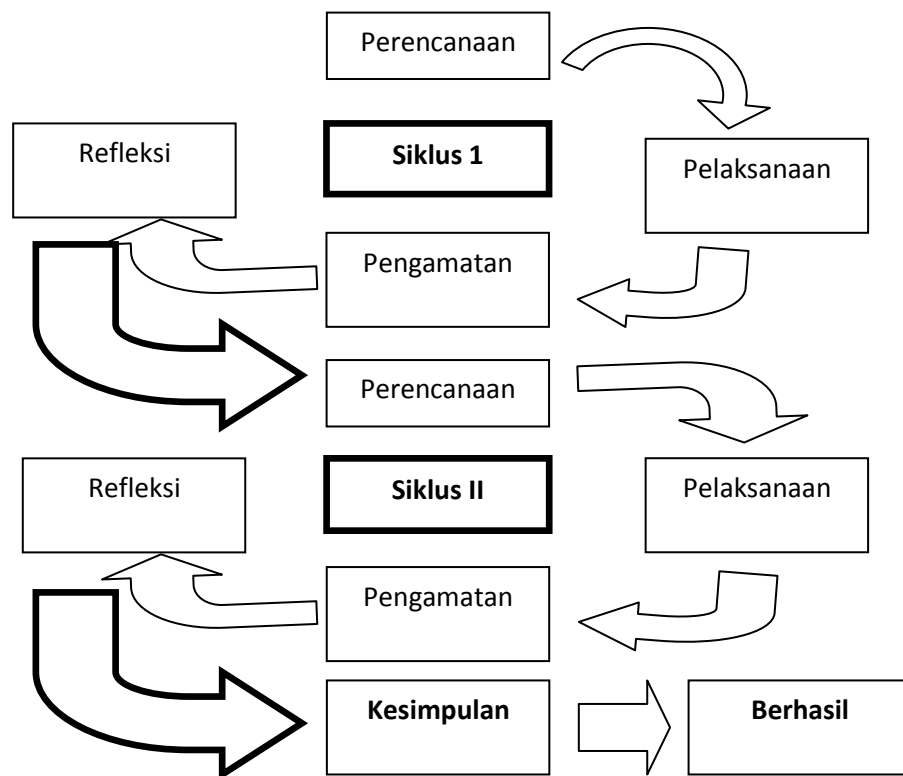 Perencanaan
Refleksi
Siklus 1
Pelaksanaan
Pengamatan
Perencanaan
Refleksi
Siklus II
Pelaksanaan
Pengamatan
Kesimpulan
Berhasil